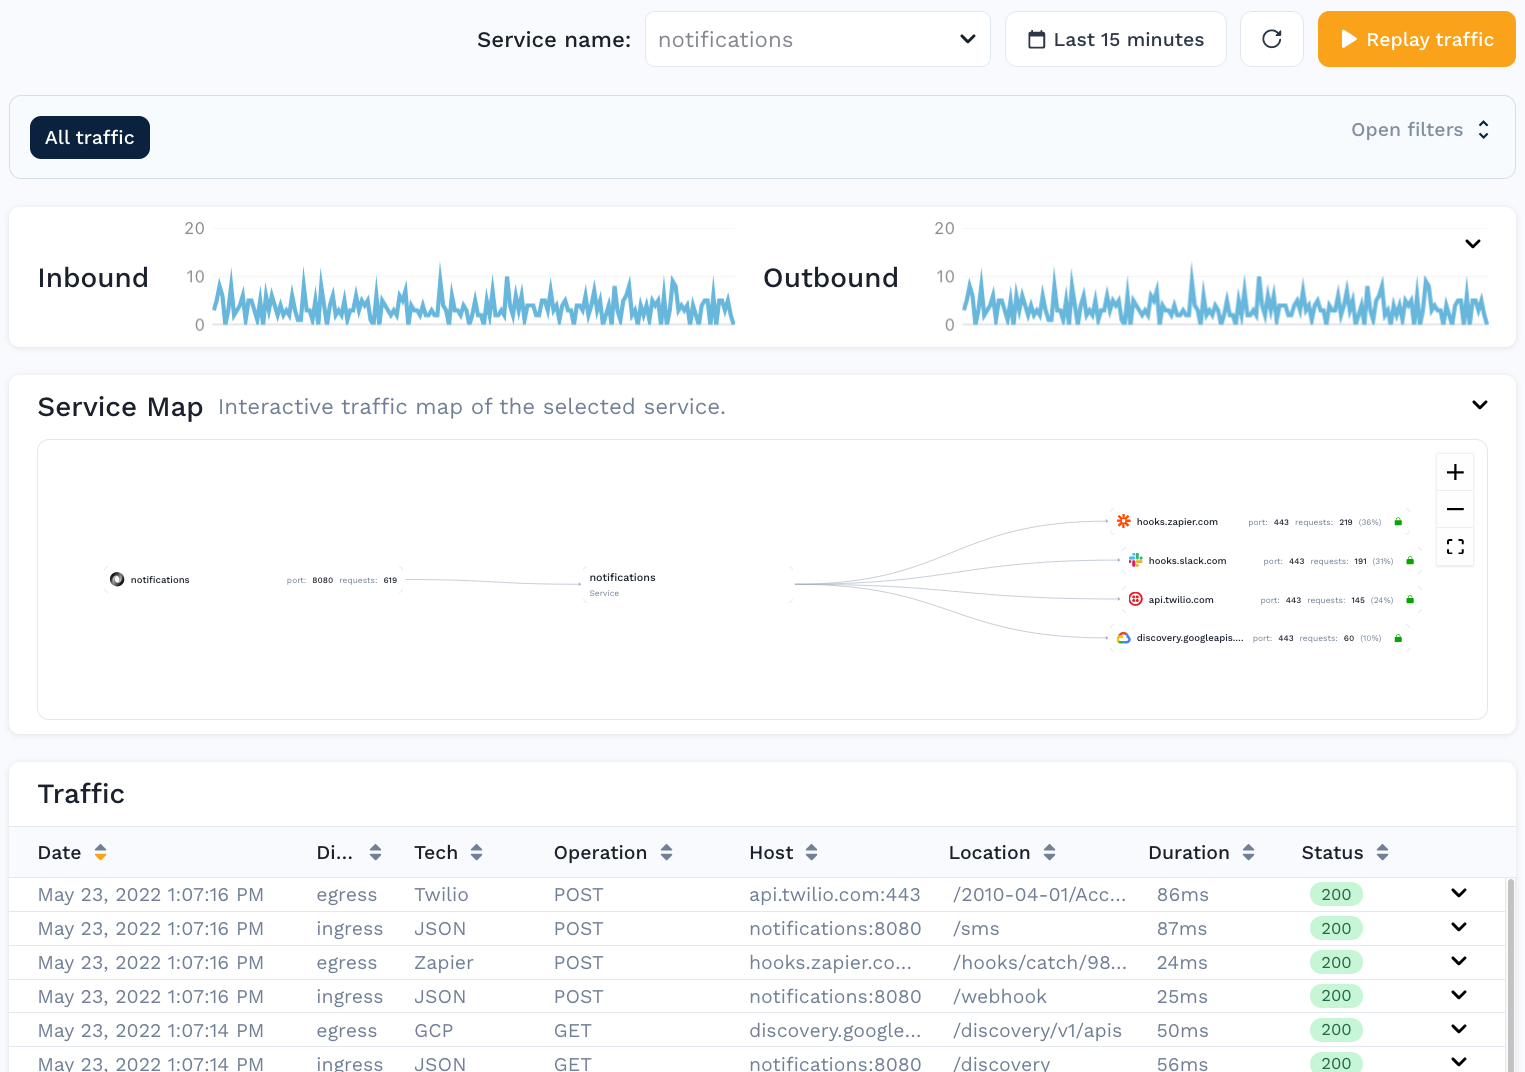 Service name: notifications Last 15 minutes Replay traffic
All traffic Open filters
Inbound 20 10 0
Outbound 20 10 0
Service Map Interactive traffic map of the selected service.
notifications port: 8080 requests: 619
notifications
Service
hooks.zapier.com port: 443 requests: 219 (36%)
hooks.slack.com port: 443 requests: 191 (31%)
api.twilio.com port: 443 requests: 145 (24%)
discovery.googleapis.... port: 443 requests: 60 (10%)
Traffic
Date Di... Tech Operation Host Location Duration Status
May 23, 2022 1:07:16 PM egress Twilio POST api.twilio.com:443 /2010-04-01/Acc... 86ms 200
May 23, 2022 1:07:16 PM ingress JSON POST notifications:8080 /sms 87ms 200
May 23, 2022 1:07:16 PM egress Zapier POST hooks.zapier.co... /hooks/catch/98... 24ms 200
May 23, 2022 1:07:16 PM ingress JSON POST notifications:8080 /webhook 25ms 200
May 23, 2022 1:07:14 PM egress GCP GET discovery.google... /discovery/v1/apis 50ms 200
May 23, 2022 1:07:14 PM ingress JSON GET notifications:8080 /discovery 56ms 200